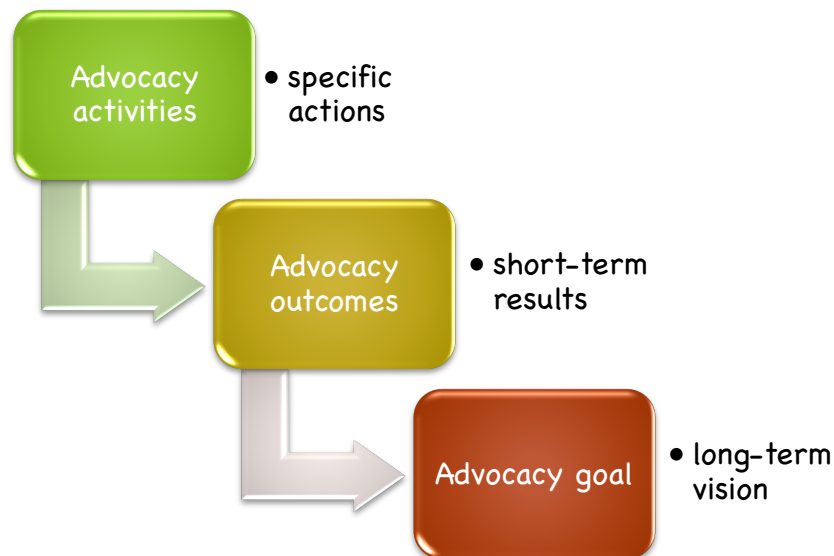 Advocacy
activities
• specific
actions
Advocacy
outcomes
• short-term
results
Advocacy goal
• long-term
vision